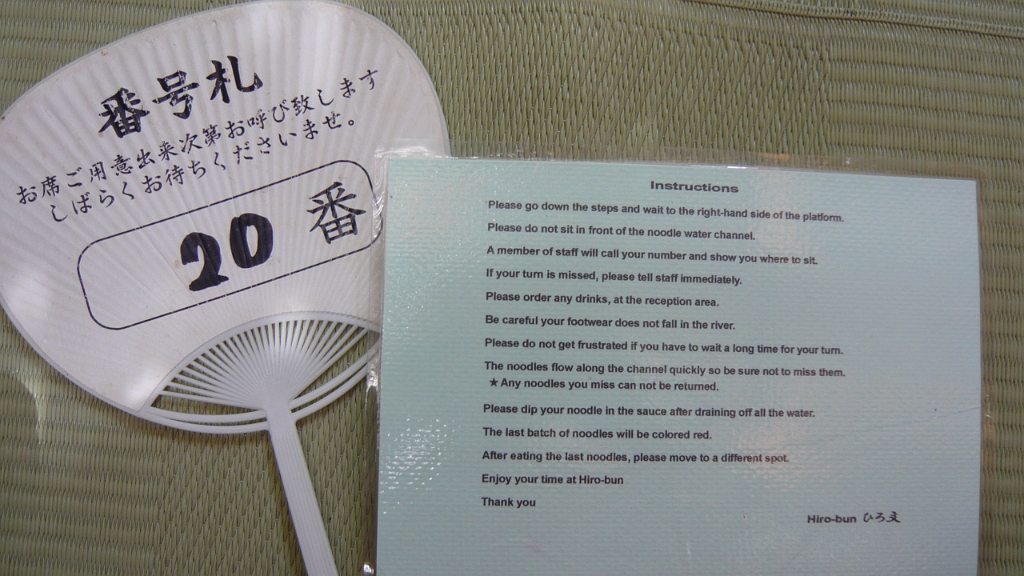 番号札
お席ご用意出来次第お呼び致します
しばらくお待ちくださいませ。
20 番
Instructions
Please go down the steps and wait to the right-hand side of the platform.
Please do not sit in front of the noodle water channel.
A member of staff will call your number and show you where to sit.
If your turn is missed, please tell staff immediately.
Please order any drinks, at the reception area.
Be careful your footwear does not fall in the river.
Please do not get frustrated if you have to wait a long time for your turn.
The noodles flow along the channel quickly so be sure not to miss them.
★Any noodles you miss can not be returned.
Please dip your noodle in the sauce after draining off all the water.
The last batch of noodles will be colored red.
After eating the last noodles, please move to a different spot.
Enjoy your time at Hiro-bun
Thank you
Hiro-bun ひろ文